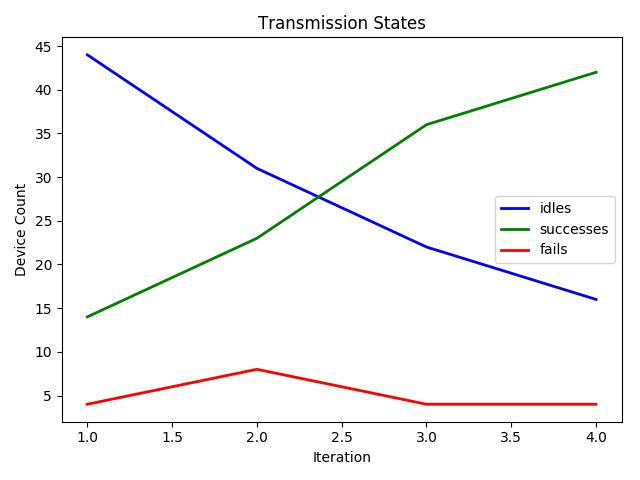 Transmission States
Device Count
45
40
35
30
25
20
15
10
5
idles
successes
fails
1.0 1.5 2.0 2.5 3.0 3.5 4.0
Iteration